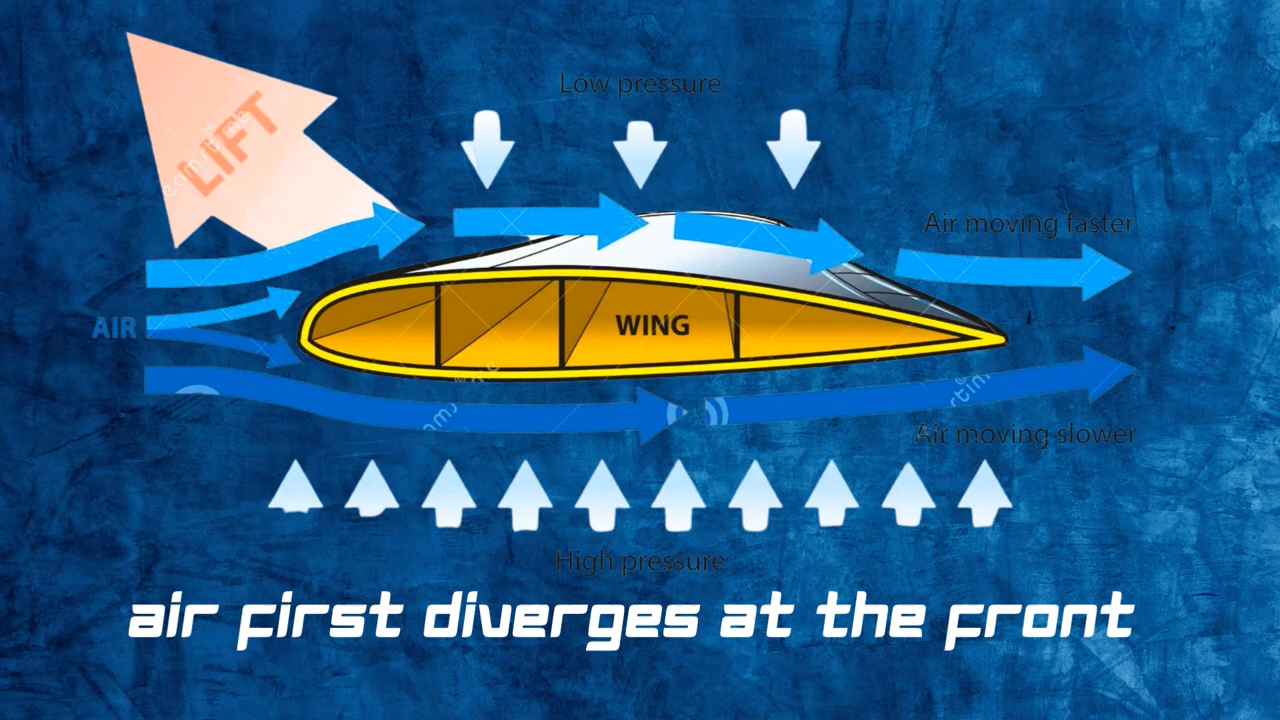 Low pressure
LIFT
Air moving faster
AIR
WING
Air moving slower
High pressure
air first diverges at the front